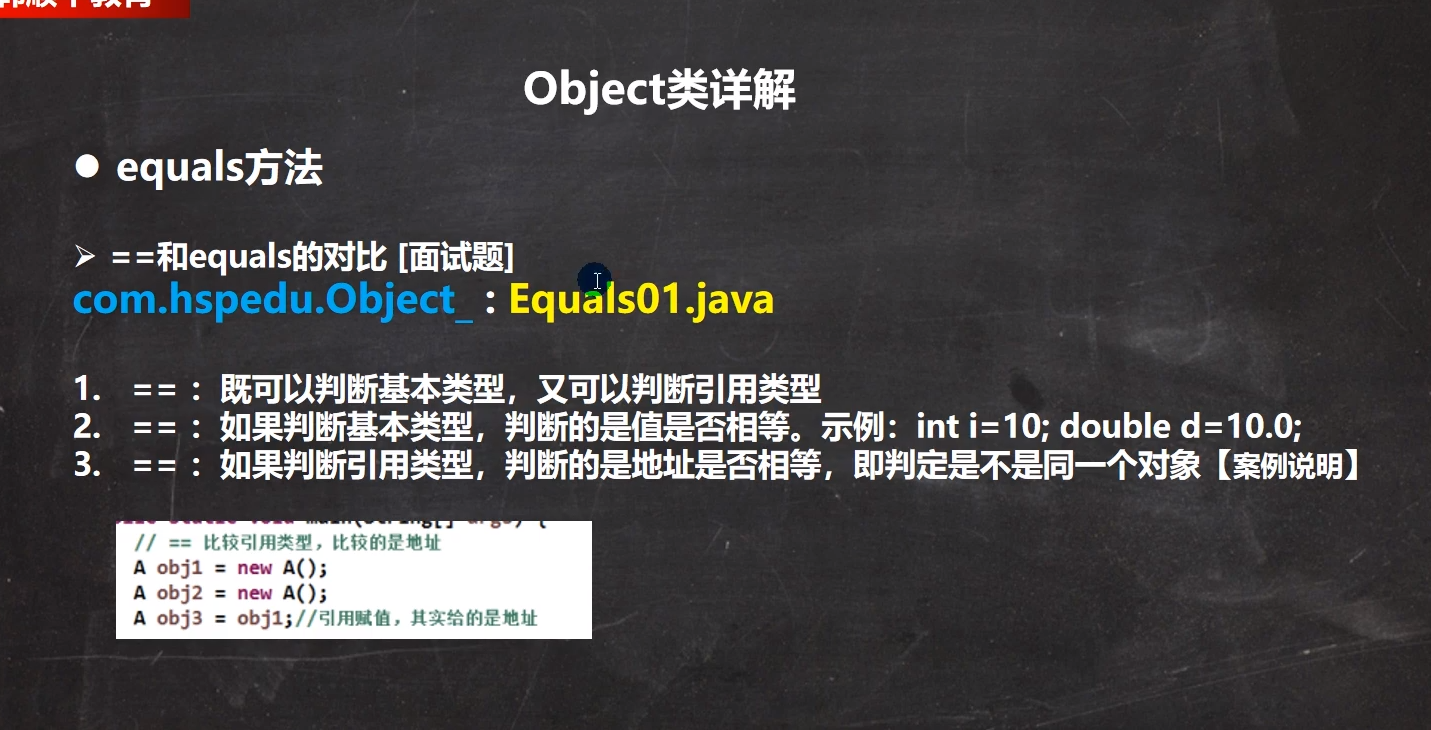 Object类详解
● equals方法
➢ ==和equals的对比 [面试题]
com.hspedu.Object_ : Equals01.java
1. == ：既可以判断基本类型，又可以判断引用类型
2. == ：如果判断基本类型，判断的是值是否相等。示例：int i=10; double d=10.0;
3. == ：如果判断引用类型，判断的是地址是否相等，即判定是不是同一个对象【案例说明】
// == 比较引用类型，比较的是地址
A obj1 = new A();
A obj2 = new A();
A obj3 = obj1;//引用赋值，其实给的是地址